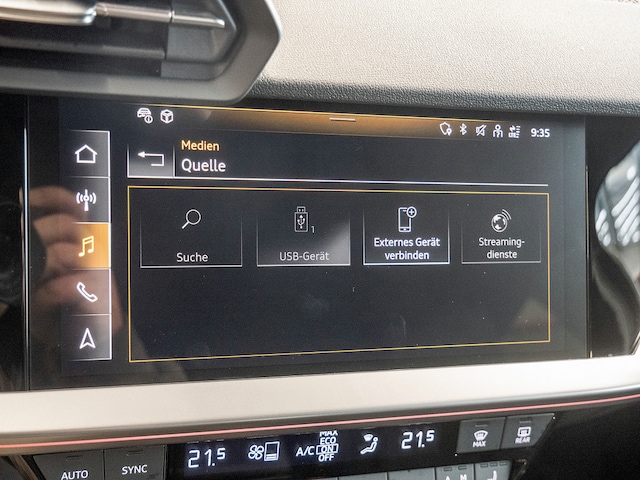 9:35
Medien
Quelle
Suche
USB-Gerät
1
Externes Gerät
verbinden
Streaming-
dienste
AUTO
SYNC
21.5
A/C
MAX
ECO
ON
OFF
21.5
MAX
REAR